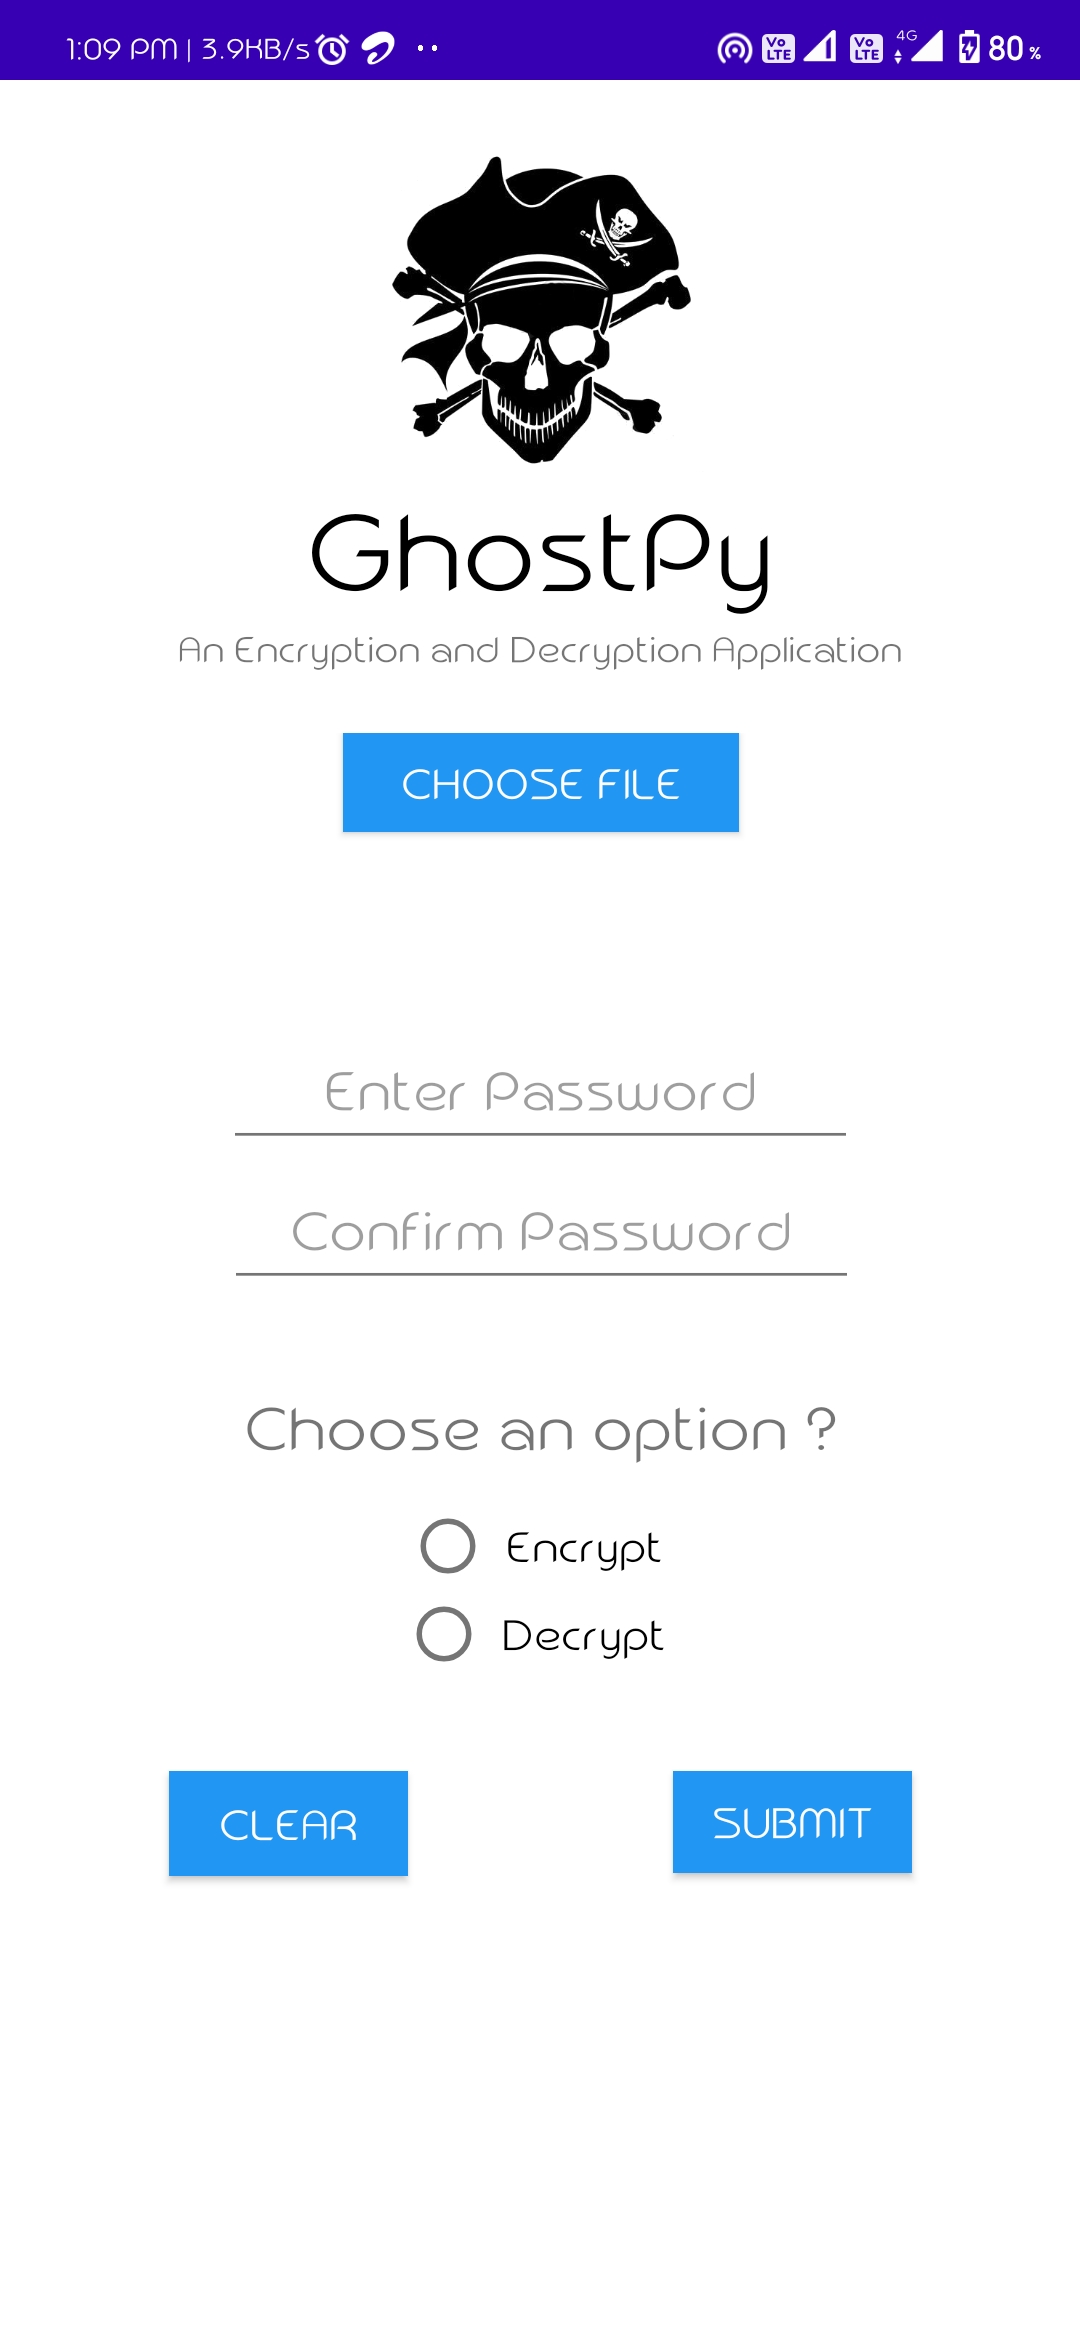 1:09 PM | 3.9KB/s
Vo LTE Vo LTE 4G 80 %
GhostPy
An Encryption and Decryption Application
CHOOSE FILE
Enter Password
Confirm Password
Choose an option ?
Encrypt
Decrypt
CLEAR
SUBMIT